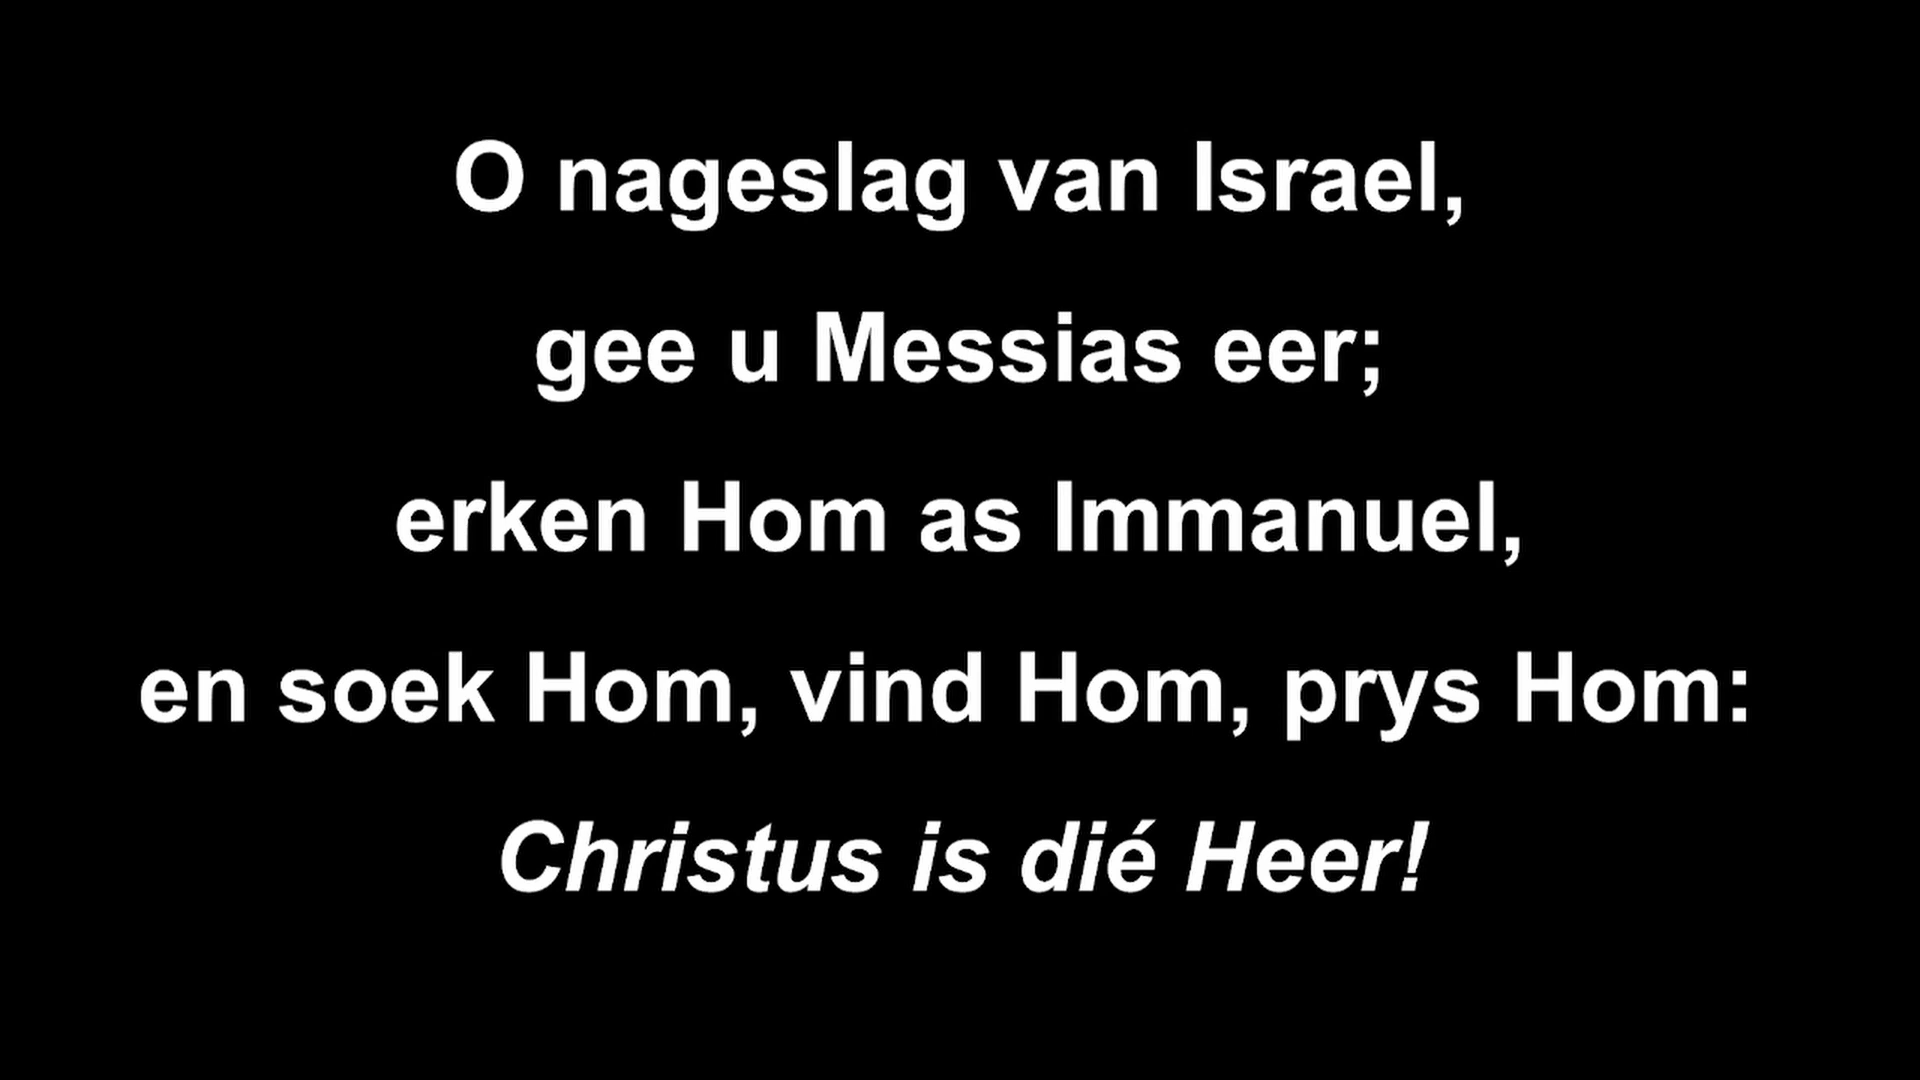 O nageslag van Israel,
gee u Messias eer;
erken Hom as Immanuel,
en soek Hom, vind Hom, prys Hom:
Christus is dié Heer!